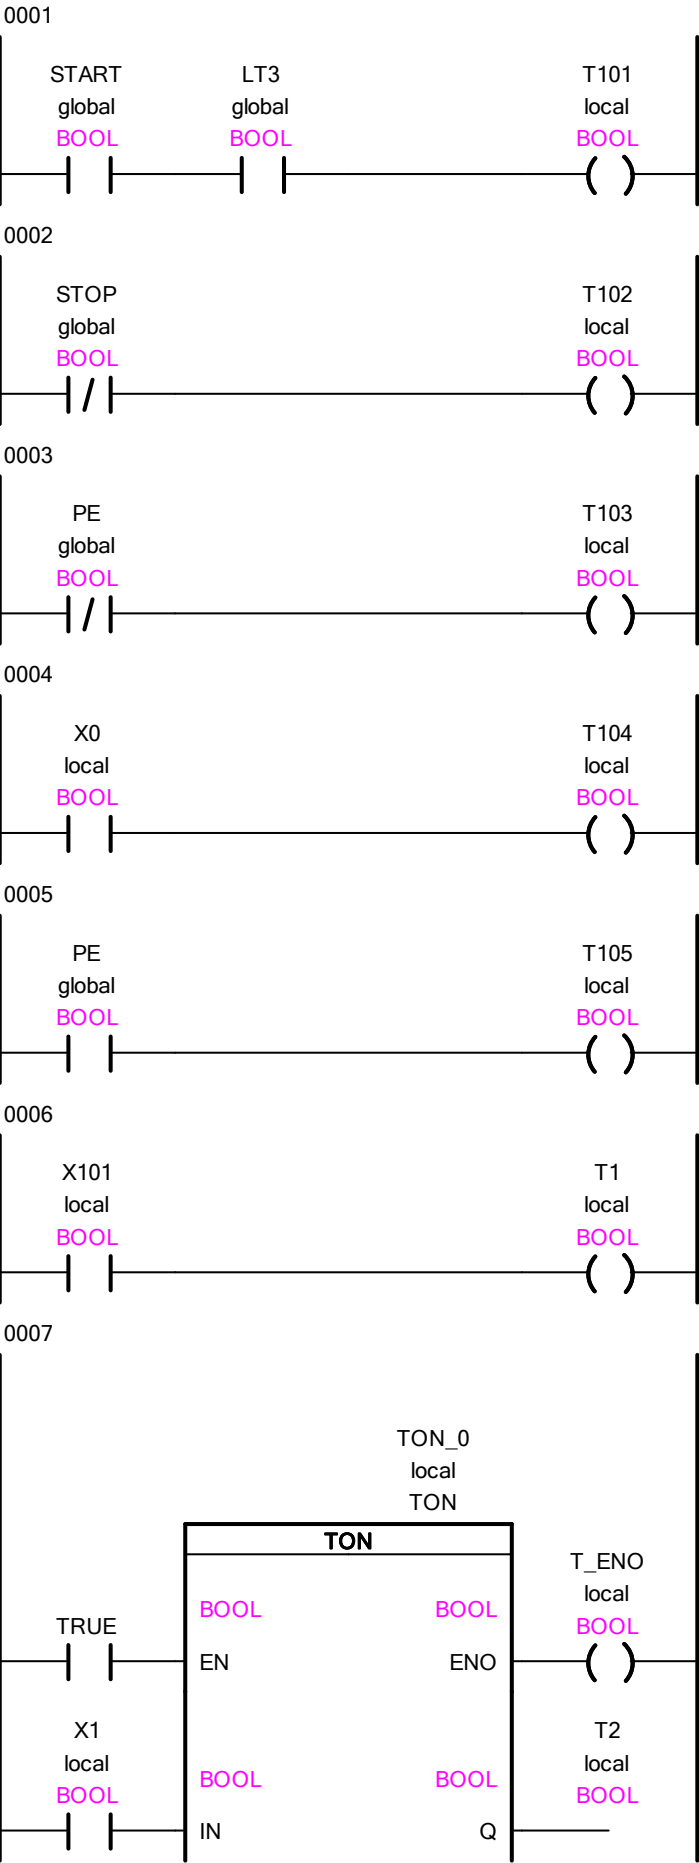 0001
START LT3 T101
global global local
BOOL BOOL BOOL
0002
STOP T102
global local
BOOL BOOL
0003
PE T103
global local
BOOL BOOL
0004
X0 T104
local local
BOOL BOOL
0005
PE T105
global local
BOOL BOOL
0006
X101 T1
local local
BOOL BOOL
0007
TON_0
local
TON
TON
T_ENO
local
BOOL BOOL
TRUE BOOL
EN ENO
X1 T2
local local
BOOL BOOL
BOOL BOOL
IN Q